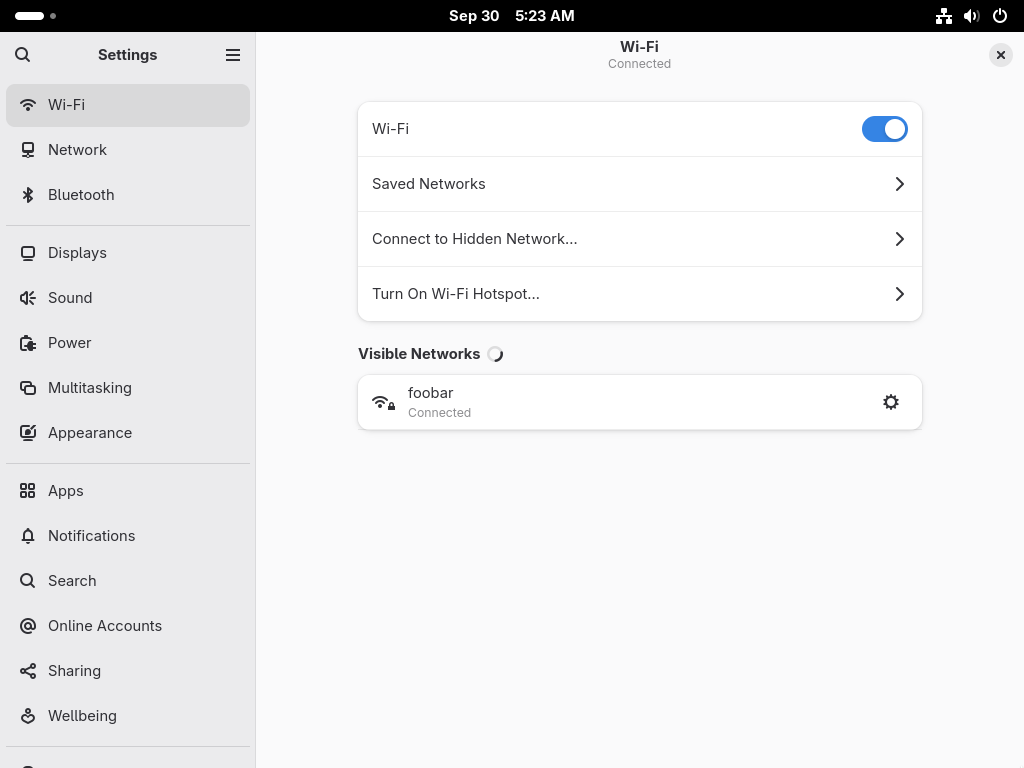 Sep 30 5:23 AM
Settings
Wi-Fi
Network
Bluetooth
Displays
Sound
Power
Multitasking
Appearance
Apps
Notifications
Search
Online Accounts
Sharing
Wellbeing
Wi-Fi
Connected
Wi-Fi
Saved Networks
Connect to Hidden Network…
Turn On Wi-Fi Hotspot…
Visible Networks
foobar
Connected